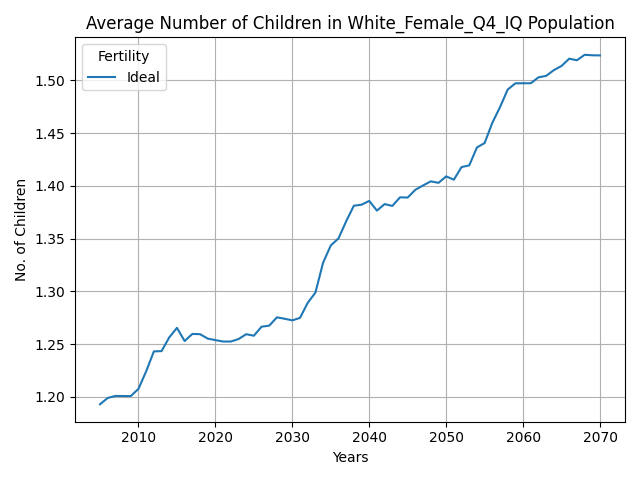 Average Number of Children in White_Female_Q4_IQ Population
Fertility
Ideal
1.50
1.45
1.40
1.35
1.30
1.25
1.20
No. of Children
2010 2020 2030 2040 2050 2060 2070
Years